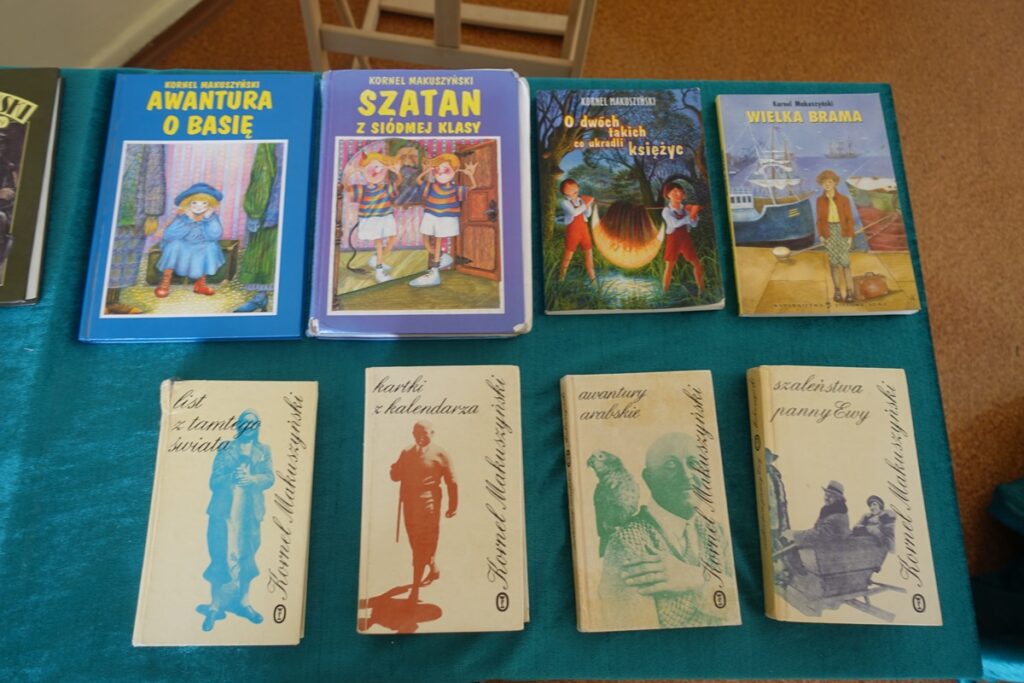 SKI
KORNEL MAKUSZYŃSKI
AWANTURA
O BASIĘ
KORNEL MAKUSZYŃSKI
SZATAN
Z SIÓDMEJ KLASY
KORNEL MAKUSZYŃSKI
O dwóch
takich
co ukradli
księżyc
Kornel Makuszyński
WIELKA BRAMA
list
z tamtego
świata
Kornel Makuszyński
kartki
z kalendarza
Kornel Makuszyński
awantury
arabskie
Kornel Makuszyński
szaleństwa
panny Ewy
Kornel Makuszyński